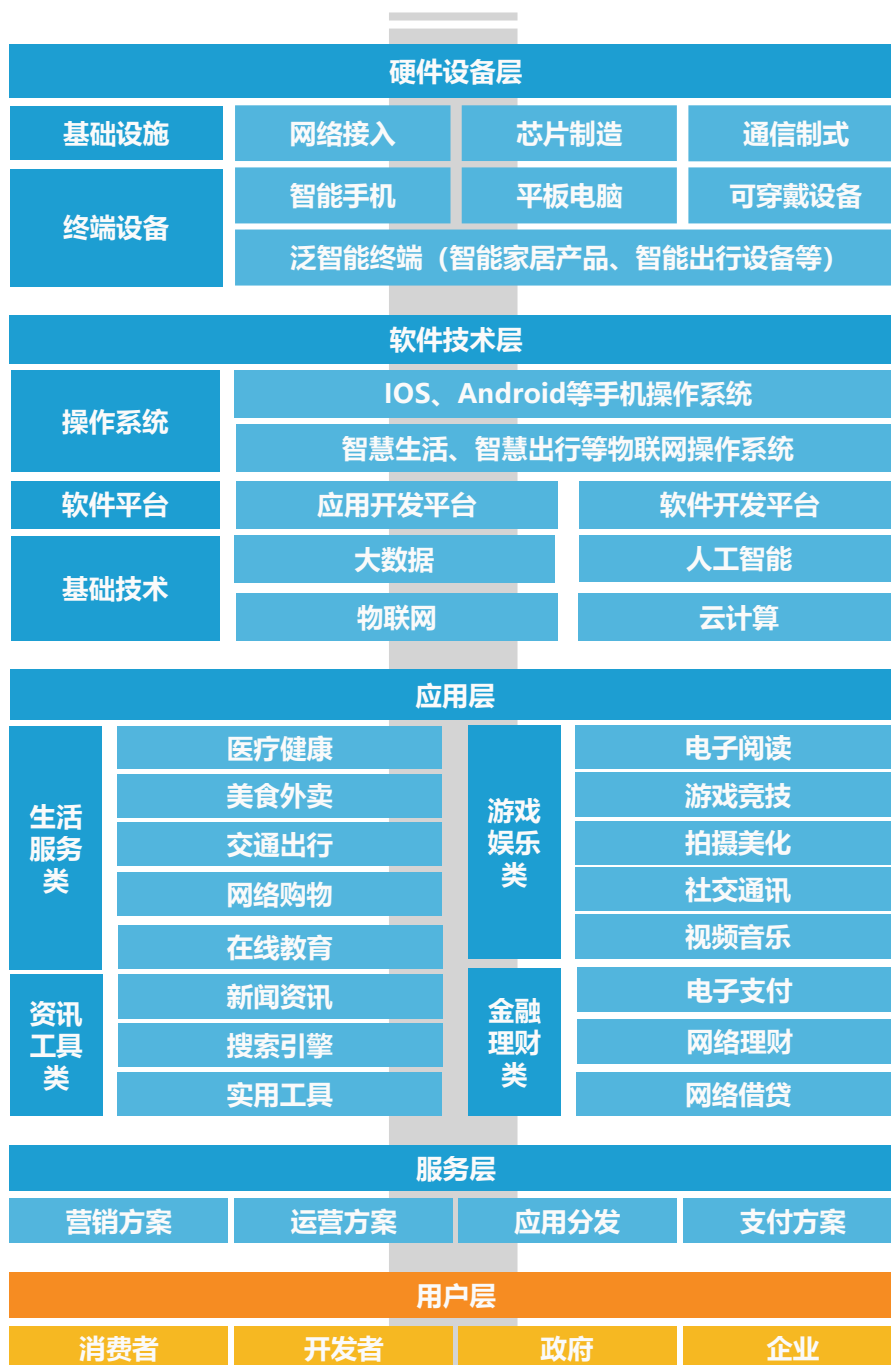 硬件设备层
基础设施
网络接入
芯片制造
通信制式
终端设备
智能手机
平板电脑
可穿戴设备
泛智能终端（智能家居产品、智能出行设备等）
软件技术层
操作系统
IOS、Android等手机操作系统
智慧生活、智慧出行等物联网操作系统
软件平台
应用开发平台
软件开发平台
基础技术
大数据
人工智能
物联网
云计算
应用层
生活
服务
类
医疗健康
美食外卖
交通出行
网络购物
在线教育
资讯
工具
类
新闻资讯
搜索引擎
实用工具
游戏
娱乐
类
电子阅读
游戏竞技
拍摄美化
社交通讯
视频音乐
金融
理财
类
电子支付
网络理财
网络借贷
服务层
营销方案
运营方案
应用分发
支付方案
用户层
消费者
开发者
政府
企业